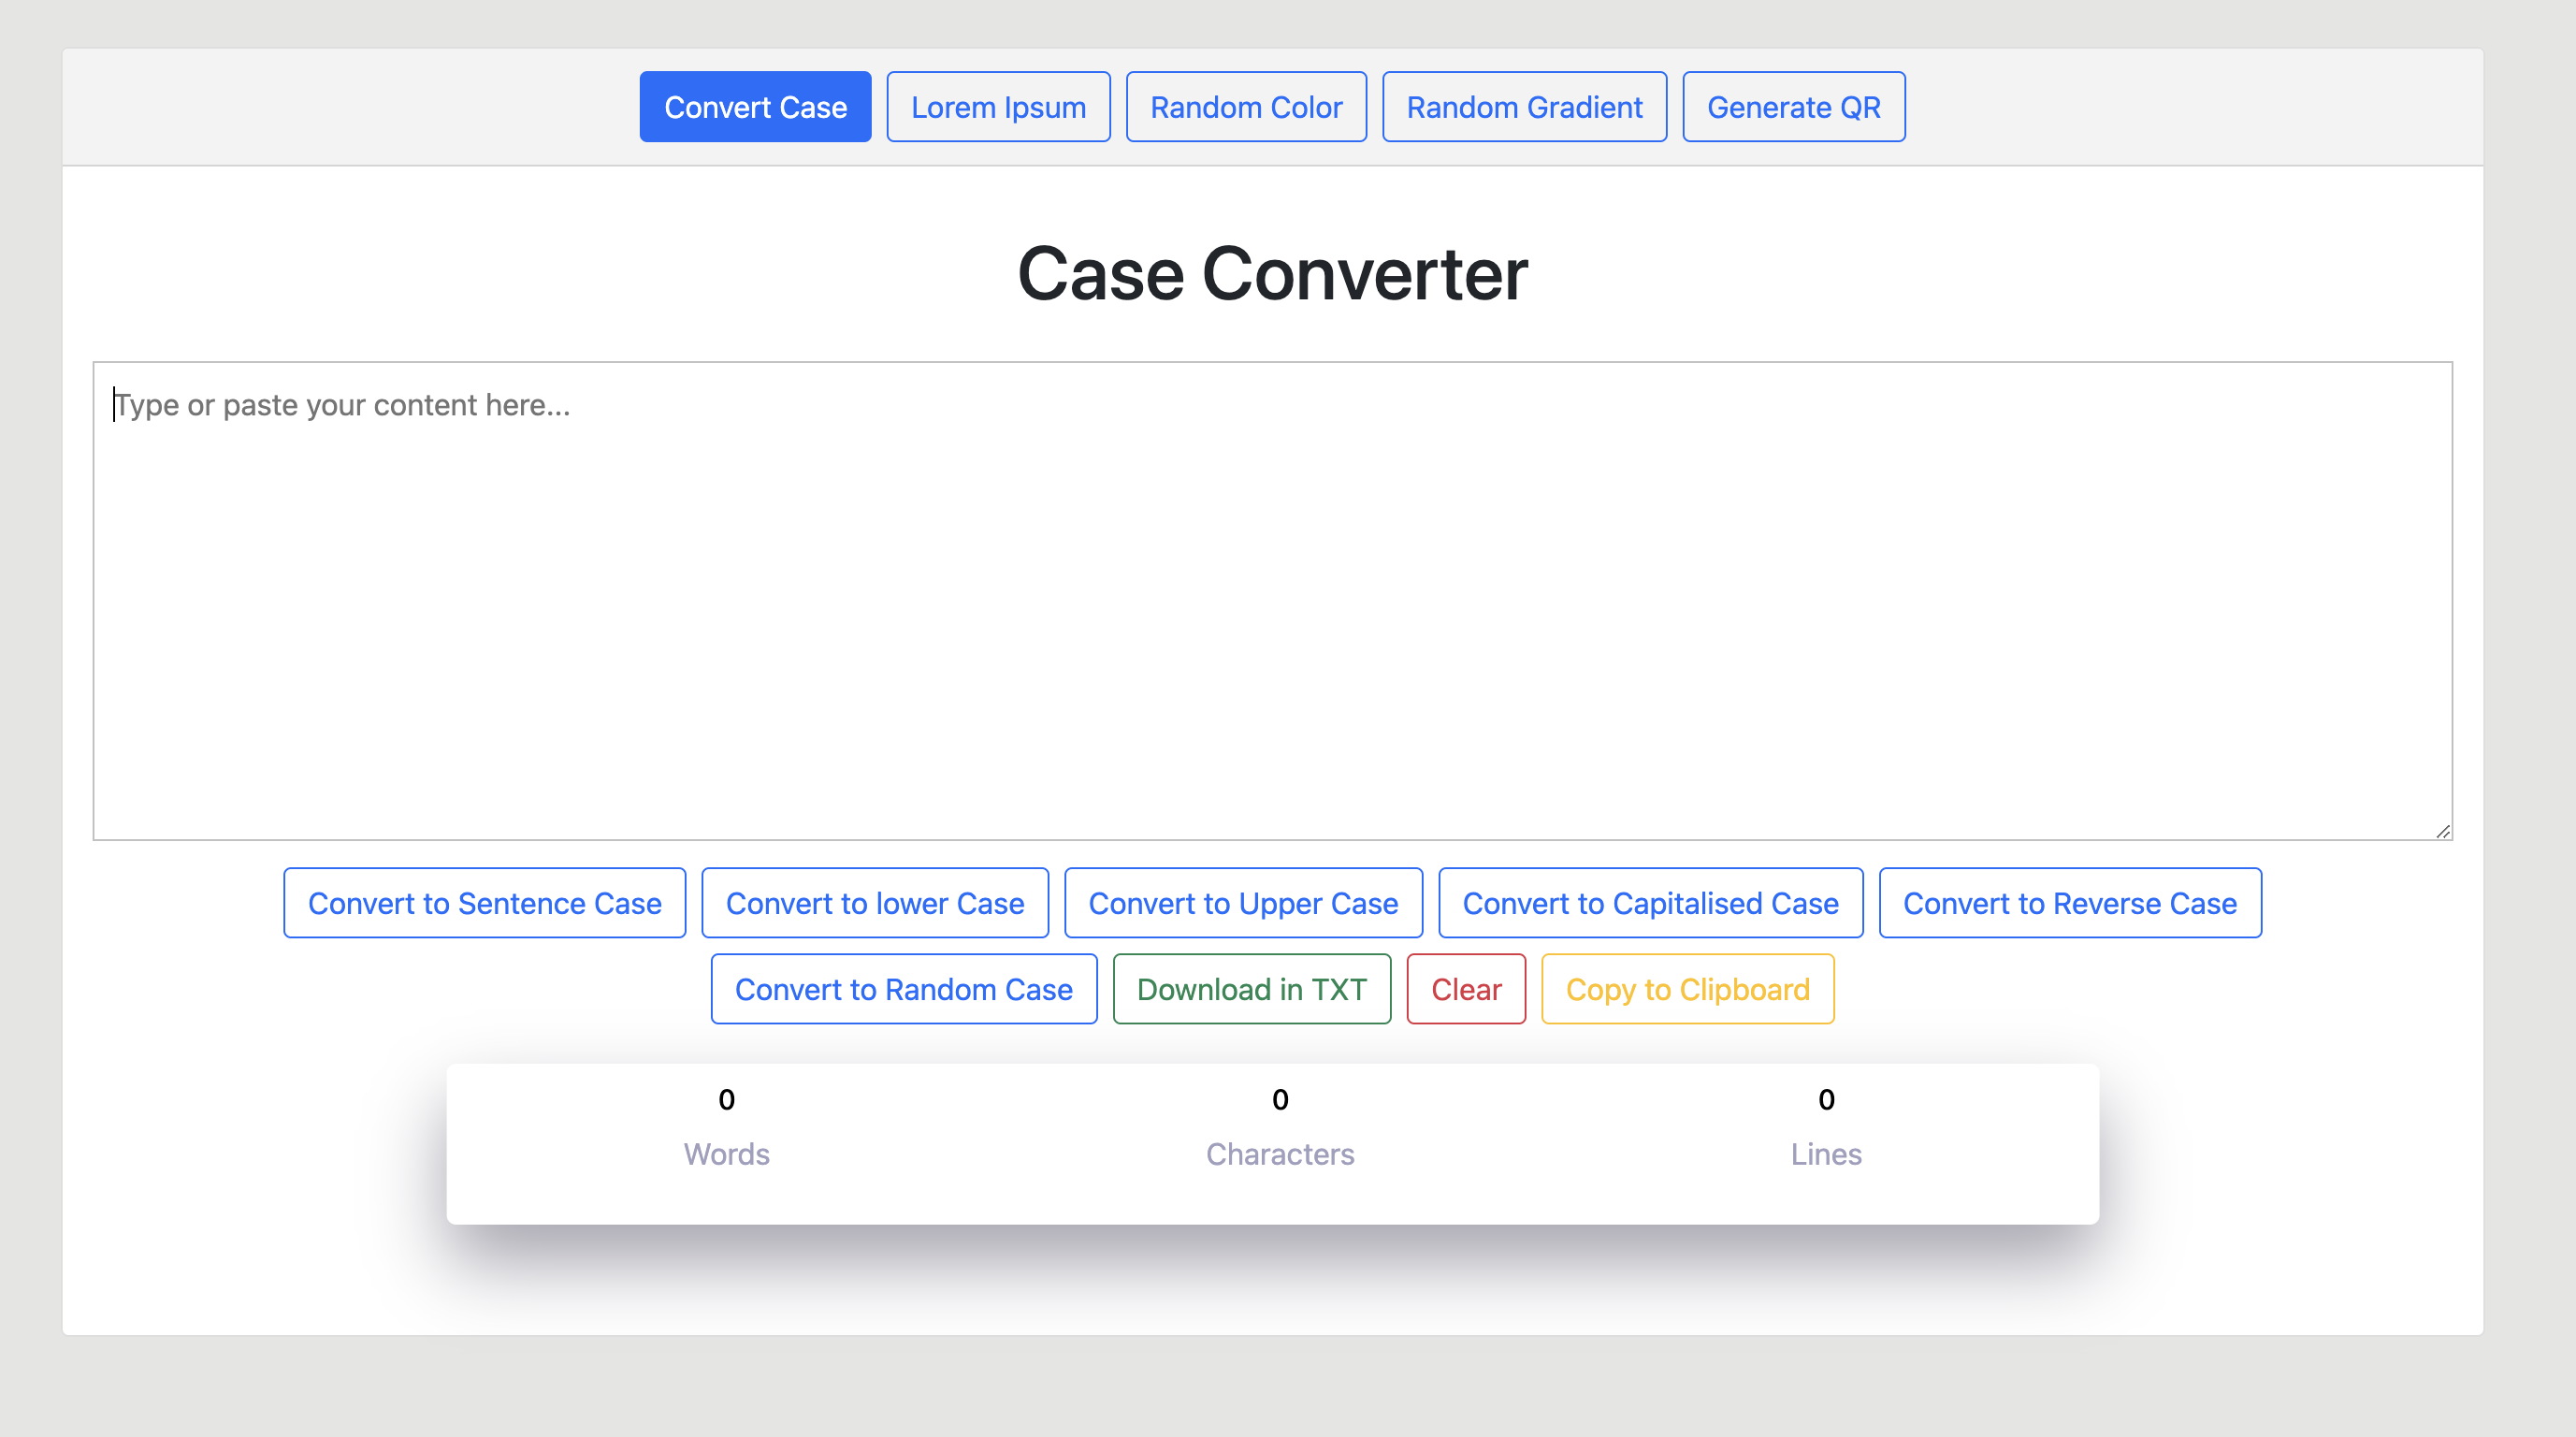 Convert Case Lorem Ipsum Random Color Random Gradient Generate QR
Case Converter
Type or paste your content here...
Convert to Sentence Case Convert to lower Case Convert to Upper Case Convert to Capitalised Case Convert to Reverse Case
Convert to Random Case Download in TXT Clear Copy to Clipboard
0 0 0
Words Characters Lines